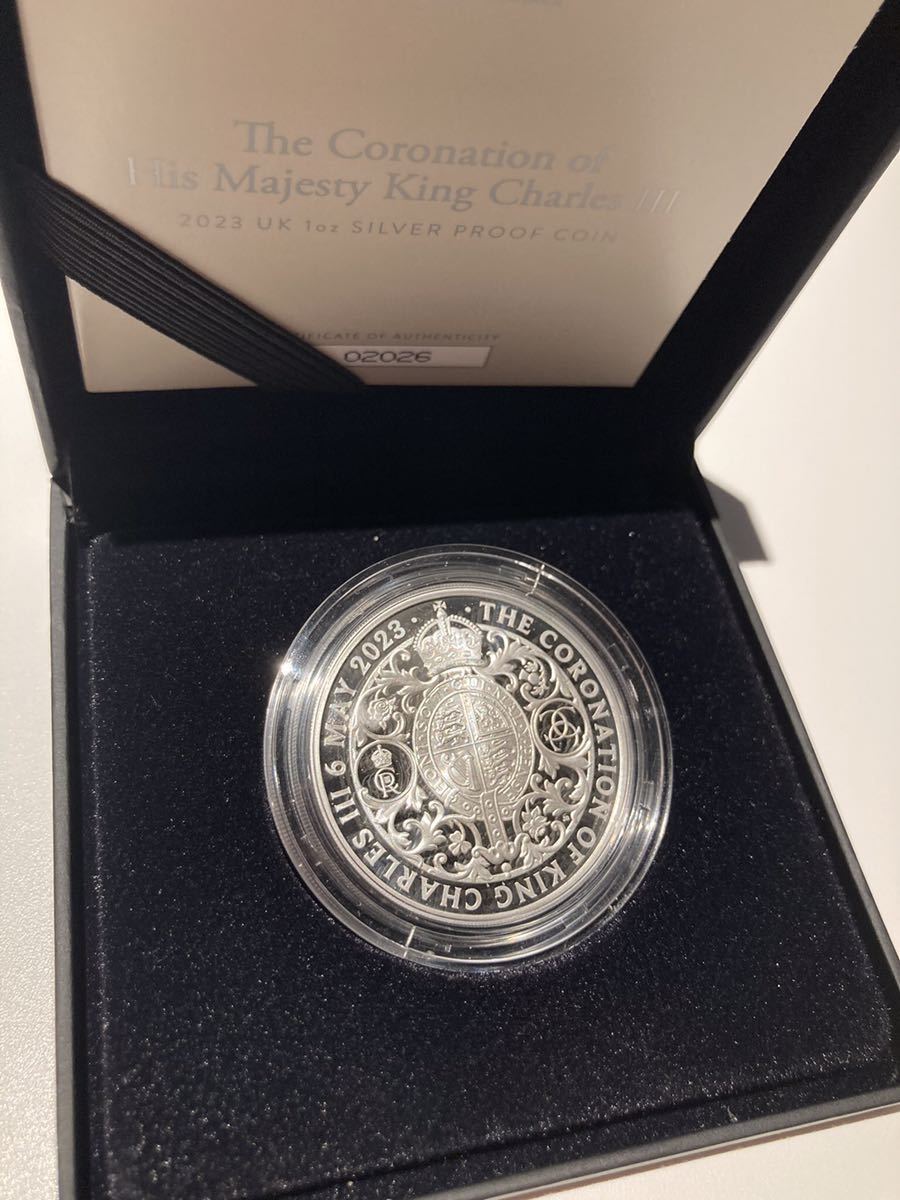 The Coronation of
His Majesty King Charles III
2023 UK 1oz SILVER PROOF COIN
CERTIFICATE OF AUTHENTICITY
02026
· THE CORONATION OF KING CHARLES III 6 MAY 2023 ·